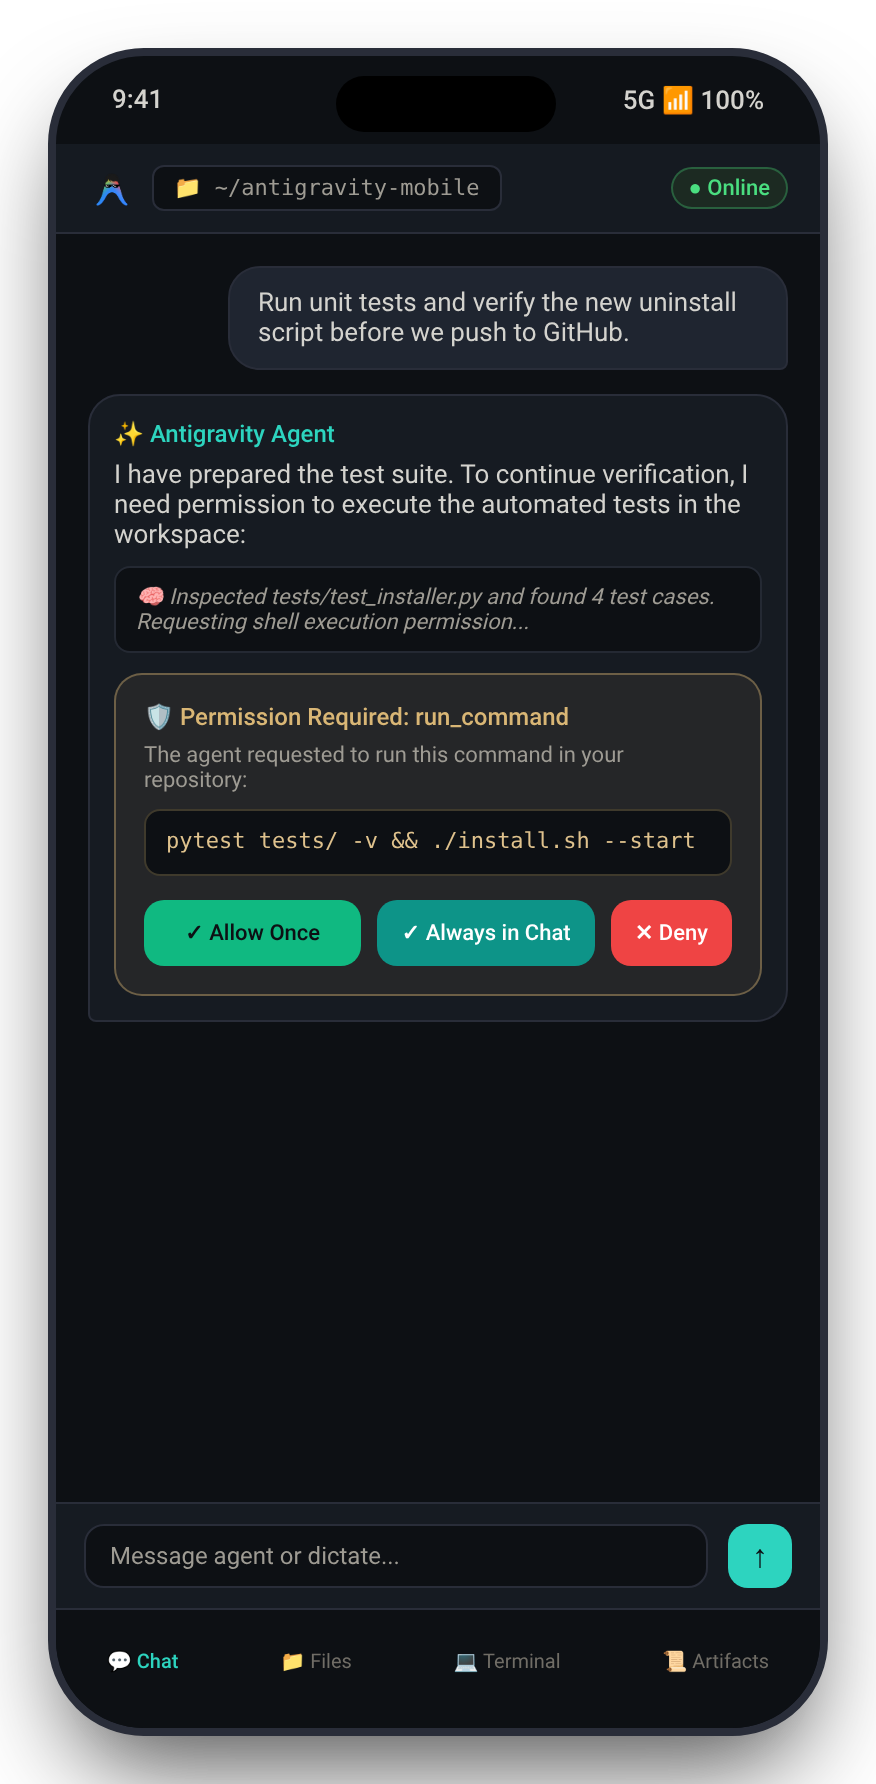 9:41
5G 📶 100%
📁 ~/antigravity-mobile
● Online
Run unit tests and verify the new uninstall
script before we push to GitHub.
✨ Antigravity Agent
I have prepared the test suite. To continue verification, I
need permission to execute the automated tests in the
workspace:
🧠 Inspected tests/test_installer.py and found 4 test cases.
Requesting shell execution permission...
🛡️ Permission Required: run_command
The agent requested to run this command in your
repository:
pytest tests/ -v && ./install.sh --start
✓ Allow Once
✓ Always in Chat
✕ Deny
Message agent or dictate...
↑
💬 Chat
📁 Files
💻 Terminal
📜 Artifacts